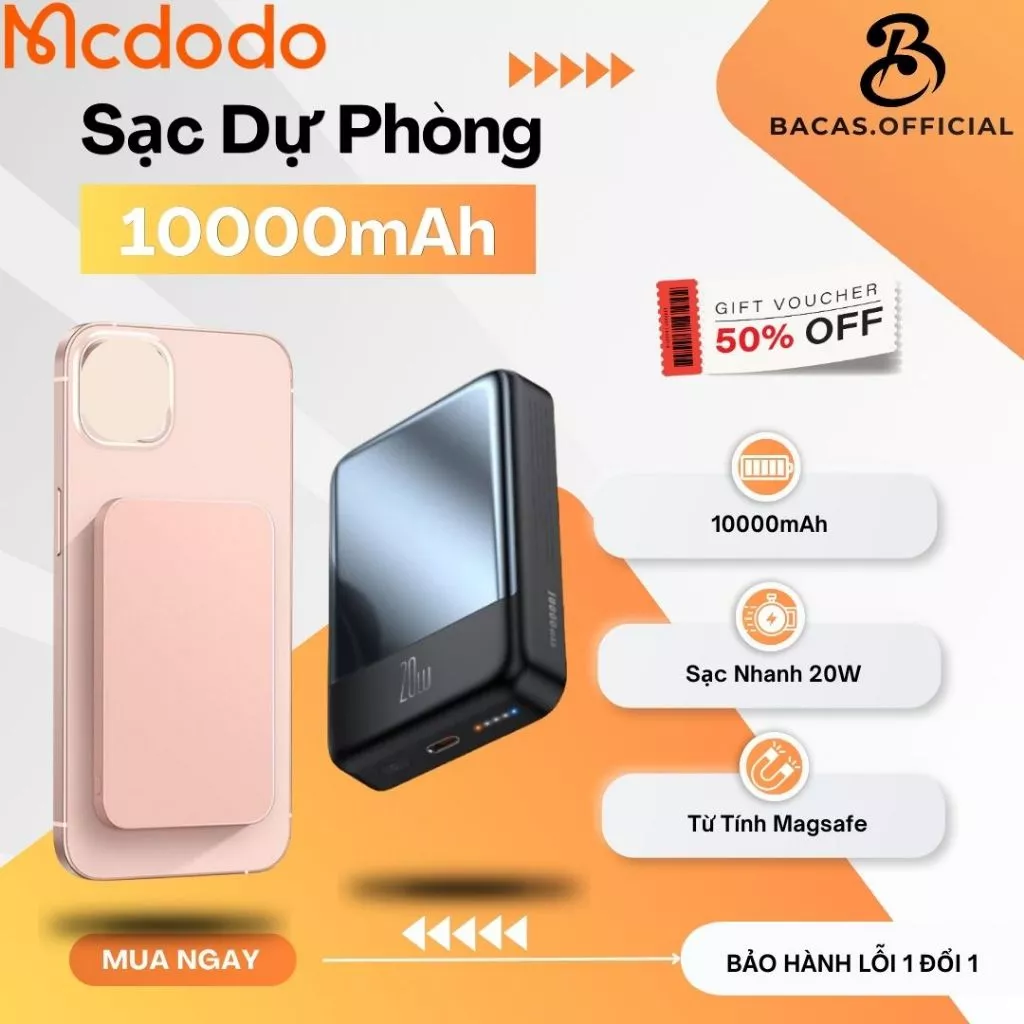 Mcdodo
BACAS.OFFICIAL
Sạc Dự Phòng
10000mAh
GIFT VOUCHER
50% OFF
10000mAh
Sạc Nhanh 20W
Từ Tính Magsafe
10000mAh
20W
MUA NGAY
BẢO HÀNH LỖI 1 ĐỔI 1